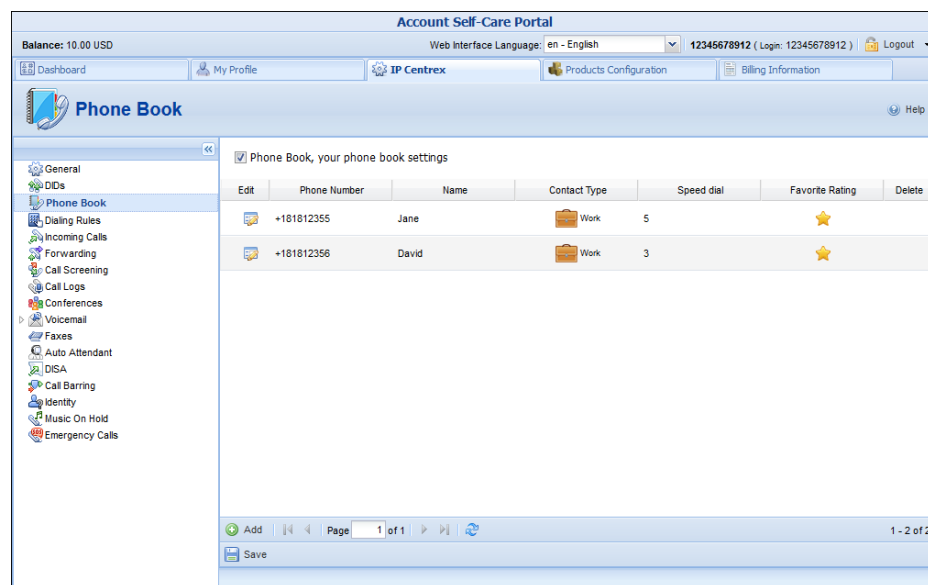 Account Self-Care Portal
Balance: 10.00 USD Web Interface Language: en - English 12345678912 ( Login: 12345678912 ) Logout
Dashboard My Profile IP Centrex Products Configuration Billing Information
Phone Book Help
Phone Book, your phone book settings
General
DIDs
Phone Book
Dialing Rules
Incoming Calls
Forwarding
Call Screening
Call Logs
Conferences
Voicemail
Faxes
Auto Attendant
DISA
Call Barring
Identity
Music On Hold
Emergency Calls
Edit Phone Number Name Contact Type Speed dial Favorite Rating Delete
+181812355 Jane Work 5
+181812356 David Work 3
Add Page 1 of 1 1 - 2 of 2
Save